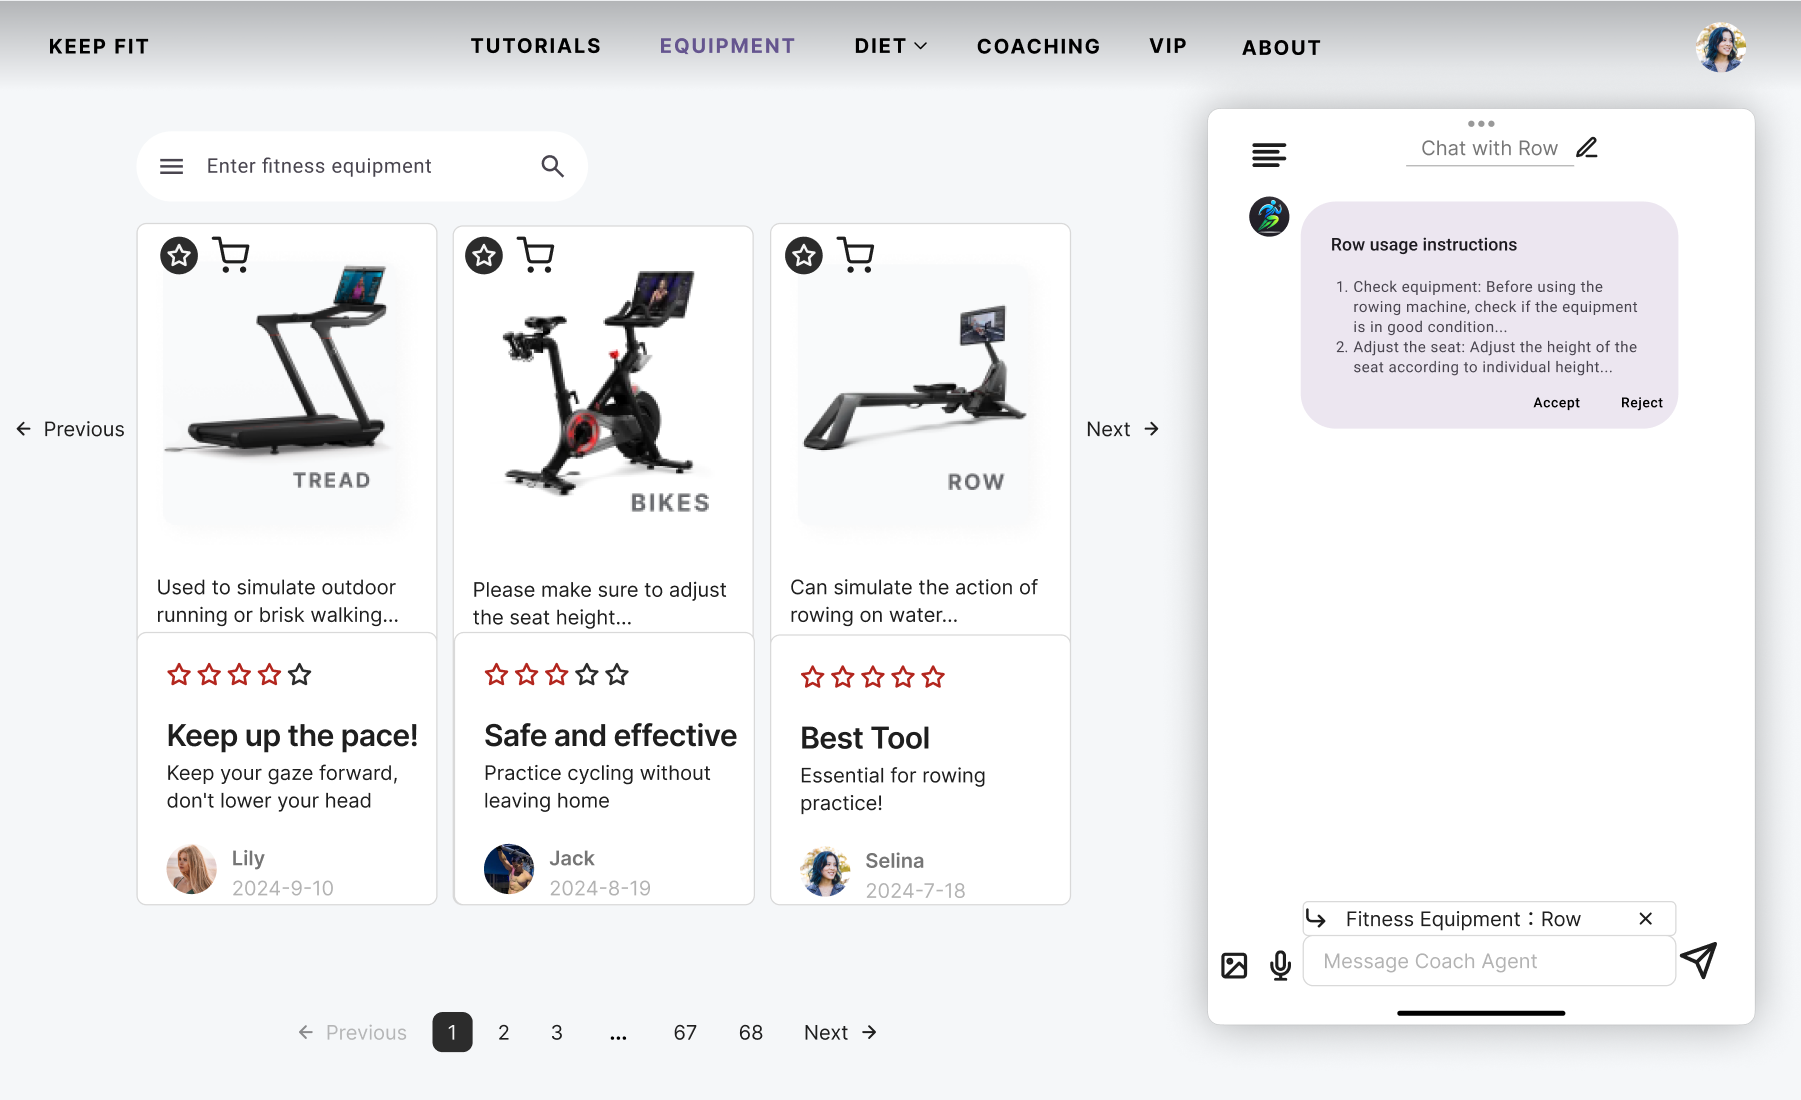 KEEP FIT
TUTORIALS
EQUIPMENT
DIET
COACHING
VIP
ABOUT
Enter fitness equipment
Previous
TREAD
Used to simulate outdoor
running or brisk walking...
Keep up the pace!
Keep your gaze forward,
don't lower your head
Lily
2024-9-10
BIKES
Please make sure to adjust
the seat height...
Safe and effective
Practice cycling without
leaving home
Jack
2024-8-19
ROW
Can simulate the action of
rowing on water...
Best Tool
Essential for rowing
practice!
Selina
2024-7-18
Next
Previous
1
2
3
...
67
68
Next
Chat with Row
Row usage instructions
1. Check equipment: Before using the
rowing machine, check if the equipment
is in good condition...
2. Adjust the seat: Adjust the height of the
seat according to individual height...
Accept
Reject
Fitness Equipment：Row
Message Coach Agent